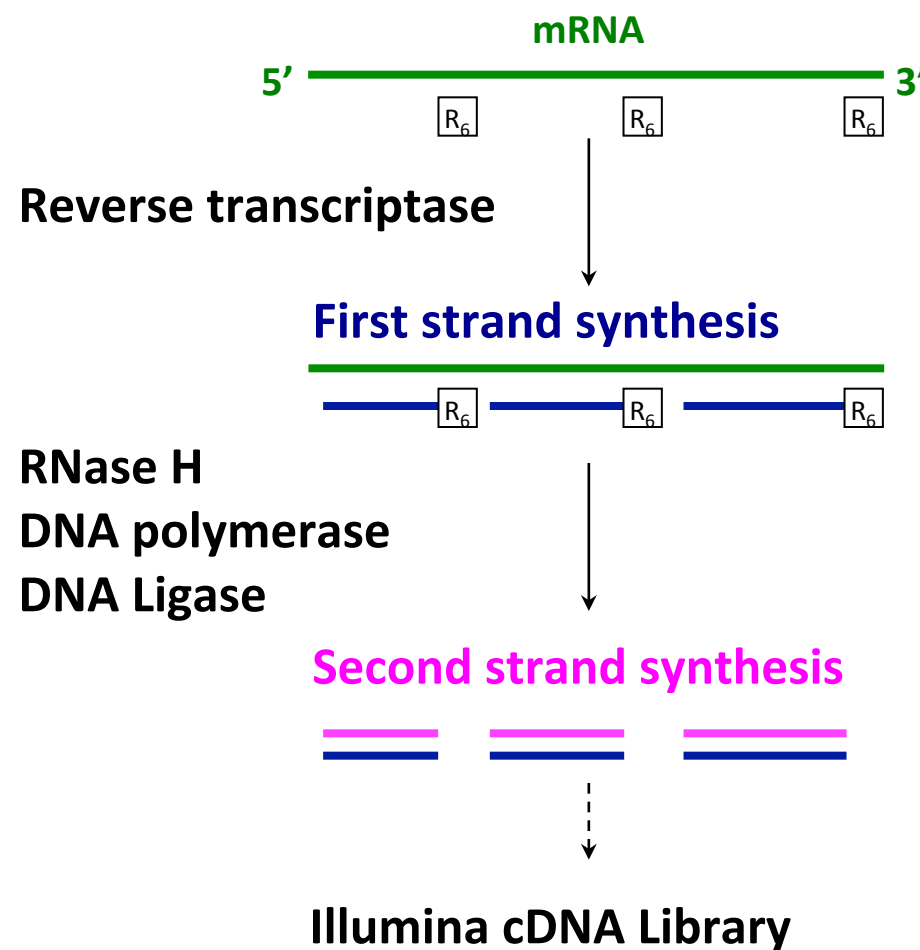 mRNA
5’ 3’
R₆ R₆ R₆
Reverse transcriptase
First strand synthesis
R₆ R₆ R₆
RNase H
DNA polymerase
DNA Ligase
Second strand synthesis
Illumina cDNA Library